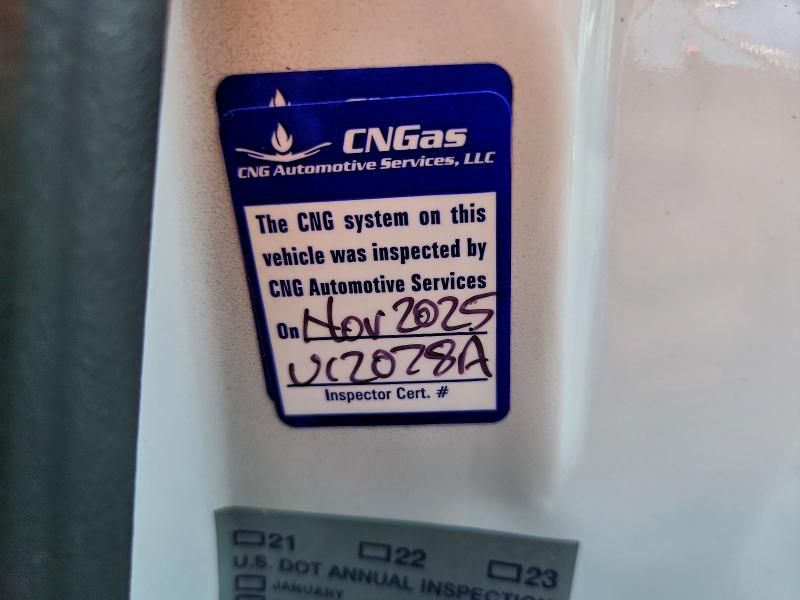 CNGas
CNG Automotive Services, LLC
The CNG system on this
vehicle was inspected by
CNG Automotive Services
On Nov 2025
UC2028A
Inspector Cert. #
21 22 23
U.S. DOT ANNUAL INSPECTION
JANUARY